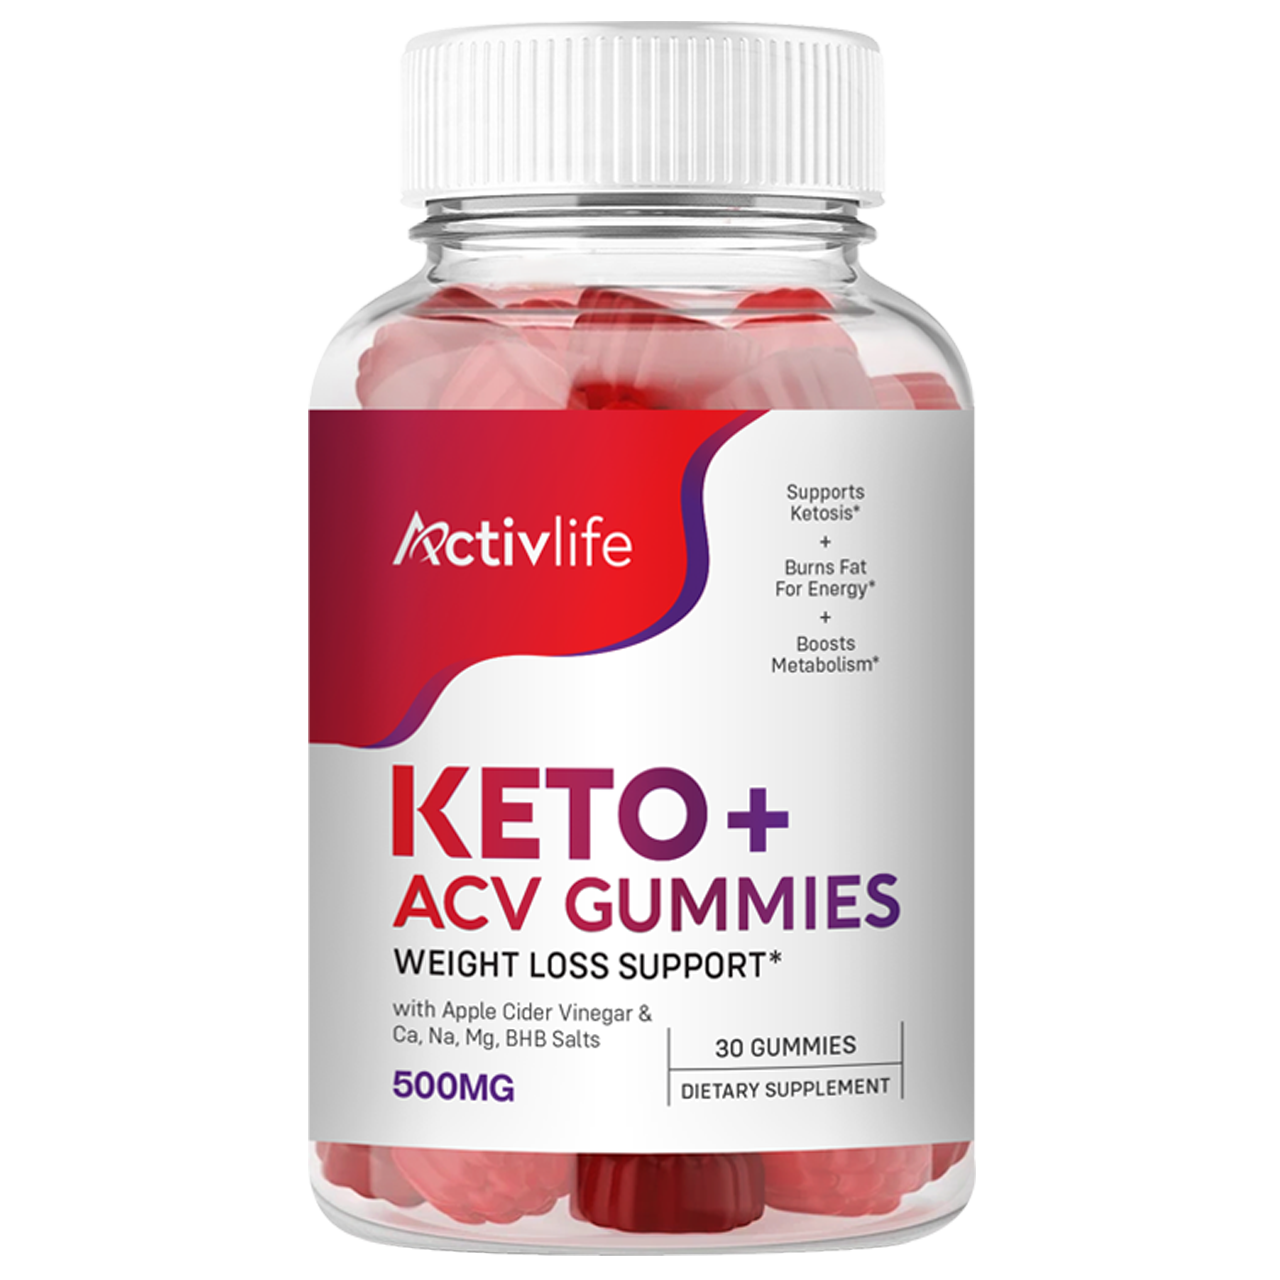 Activlife
Supports
Ketosis*
+
Burns Fat
For Energy*
+
Boosts
Metabolism*
KETO+
ACV GUMMIES
WEIGHT LOSS SUPPORT*
with Apple Cider Vinegar &
Ca, Na, Mg, BHB Salts
500MG
30 GUMMIES
DIETARY SUPPLEMENT